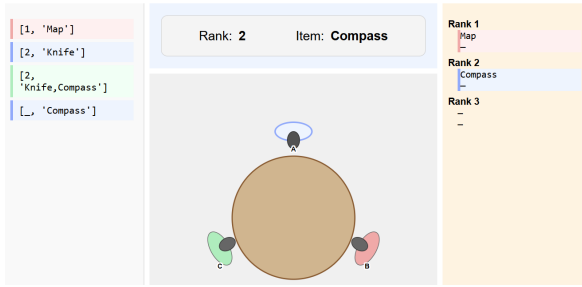 [1, 'Map']
[2, 'Knife']
[2,
'Knife,Compass']
[_, 'Compass']
Rank: 2 Item: Compass
A
C
B
Rank 1
Map
–
Rank 2
Compass
–
Rank 3
–
–